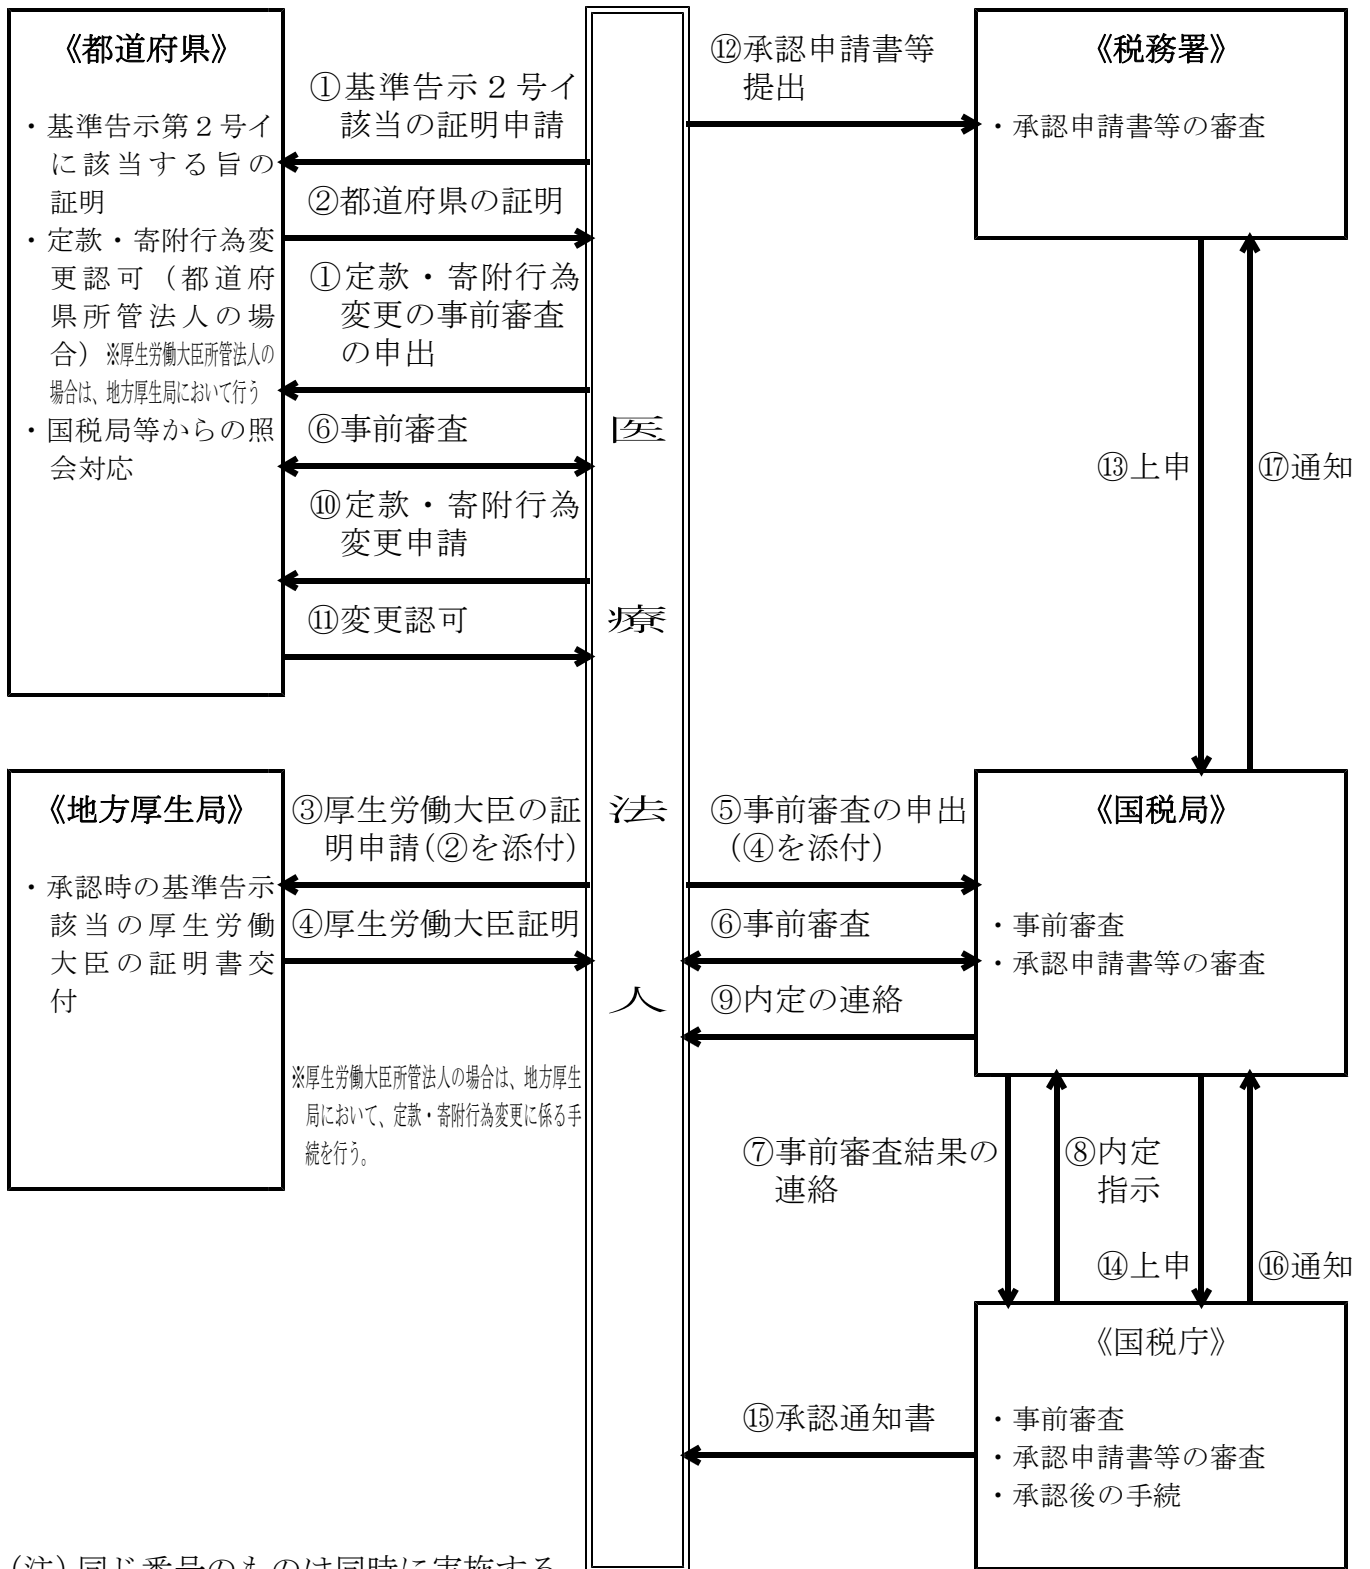 《都道府県》
・基準告示第２号イ
に該当する旨の
証明
・定款・寄附行為変
更認可（都道府
県所管法人の場
合）※厚生労働大臣所管法人の
場合は、地方厚生局において行う
・国税局等からの照
会対応
①基準告示２号イ
該当の証明申請
②都道府県の証明
①定款・寄附行為
変更の事前審査
の申出
⑥事前審査
⑩定款・寄附行為
変更申請
⑪変更認可
《地方厚生局》
・承認時の基準告示
該当の厚生労働
大臣の証明書交
付
③厚生労働大臣の証
明申請（②を添付）
④厚生労働大臣証明
※厚生労働大臣所管法人の場合は、地方厚生
局において、定款・寄附行為変更に係る手
続を行う。
医
療
法
人
⑫承認申請書等
提出
《税務署》
・承認申請書等の審査
⑬上申
⑰通知
⑤事前審査の申出
（④を添付）
⑥事前審査
⑨内定の連絡
《国税局》
・事前審査
・承認申請書等の審査
⑦事前審査結果の
連絡
⑧内定
指示
⑭上申
⑯通知
⑮承認通知書
《国税庁》
・事前審査
・承認申請書等の審査
・承認後の手続
（注）同じ番号のものは同時に実施する